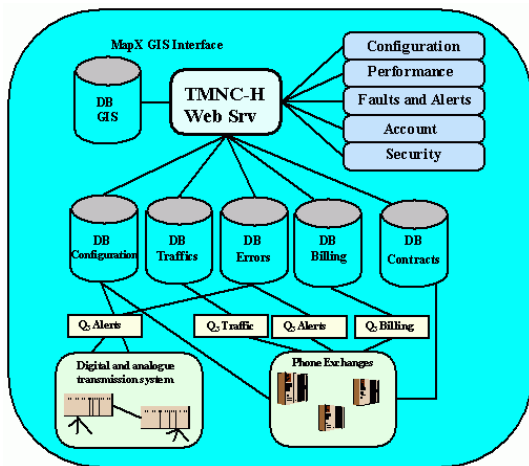 MapX GIS Interface
Configuration
Performance
Faults and Alerts
Account
Security
DB
GIS
TMNC-H
Web Srv
DB
Configuration
DB
Traffics
DB
Errors
DB
Billing
DB
Contracts
Q3 Alerts
Q3 Traffic
Q3 Alerts
Q3 Billing
Digital and analogue
transmission system
Phone Exchanges